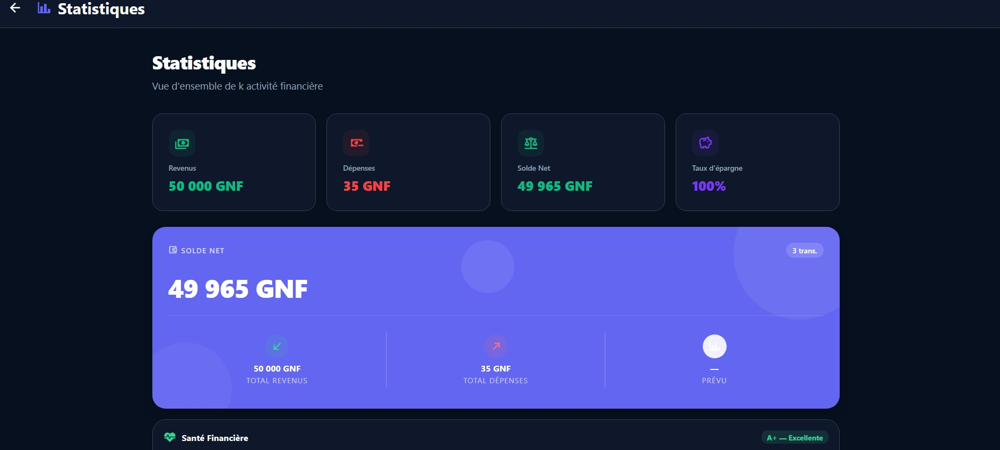 Statistiques
Statistiques
Vue d'ensemble de k activité financière
Revenus
50 000 GNF
Dépenses
35 GNF
Solde Net
49 965 GNF
Taux d'épargne
100%
SOLDE NET
3 trans.
49 965 GNF
50 000 GNF
TOTAL REVENUS
35 GNF
TOTAL DÉPENSES
—
PRÉVU
Santé Financière
A+ — Excellente